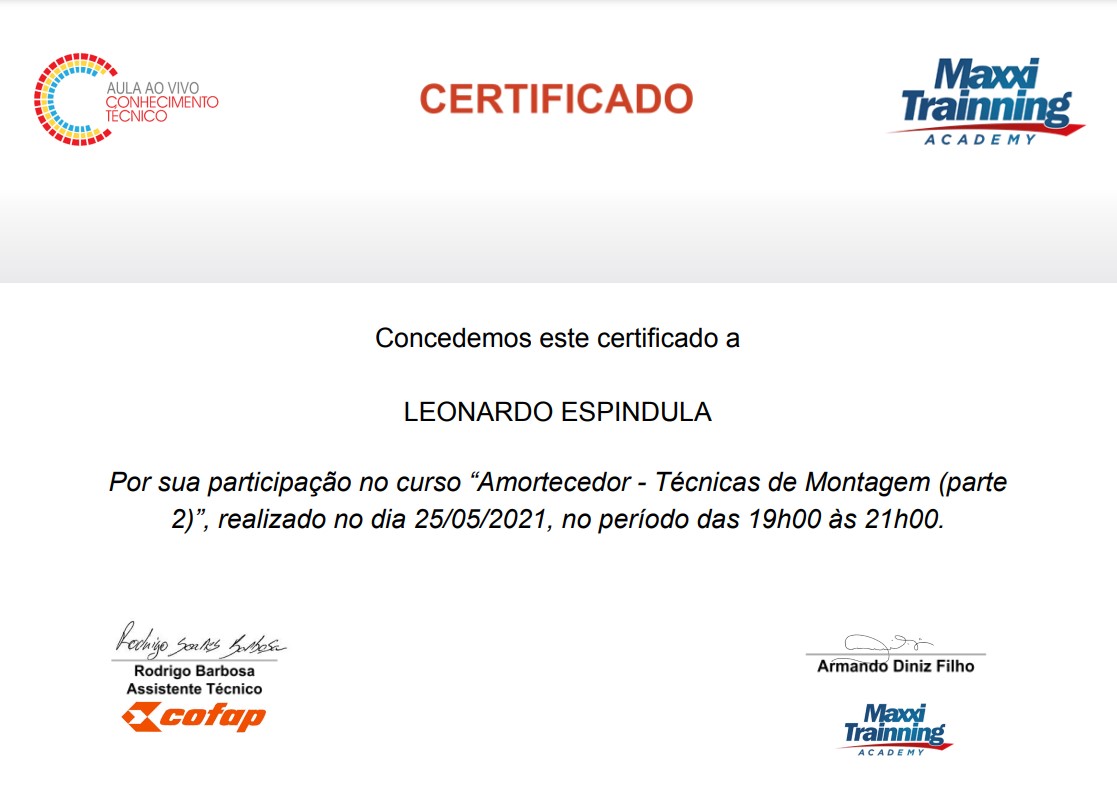 AULA AO VIVO
CONHECIMENTO
TÉCNICO
CERTIFICADO
Maxxi
Trainning
ACADEMY
Concedemos este certificado a
LEONARDO ESPINDULA
Por sua participação no curso “Amortecedor - Técnicas de Montagem (parte
2)”, realizado no dia 25/05/2021, no período das 19h00 às 21h00.
Rodrigo Soares Barbosa
Rodrigo Barbosa
Assistente Técnico
cofap
Armando Diniz Filho
Maxxi
Trainning
ACADEMY